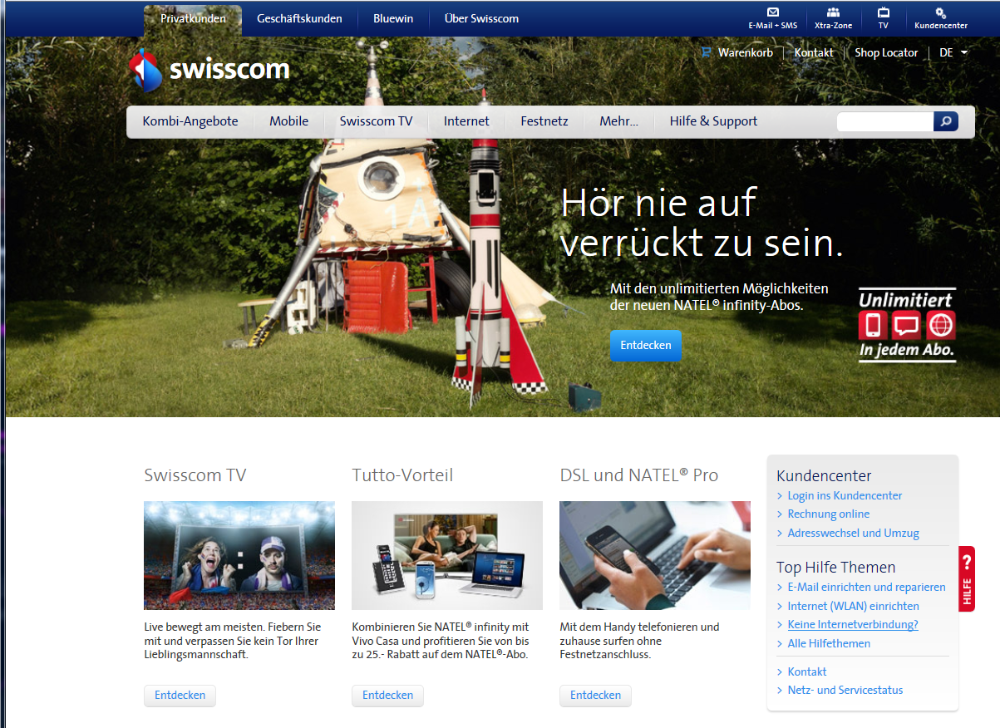 Privatkunden
Geschäftskunden
Bluewin
Über Swisscom
E-Mail + SMS
Xtra-Zone
TV
Kundencenter
Warenkorb
Kontakt
Shop Locator
DE
swisscom
Kombi-Angebote
Mobile
Swisscom TV
Internet
Festnetz
Mehr...
Hilfe & Support
1A
Hör nie auf
verrückt zu sein.
Mit den unlimitierten Möglichkeiten
der neuen NATEL® infinity-Abos.
Entdecken
Unlimitiert
In jedem Abo.
Swisscom TV
Live bewegt am meisten. Fiebern Sie
mit und verpassen Sie kein Tor Ihrer
Lieblingsmannschaft.
Entdecken
Tutto-Vorteil
Kombinieren Sie NATEL® infinity mit
Vivo Casa und profitieren Sie von bis
zu 25.- Rabatt auf dem NATEL®-Abo.
Entdecken
DSL und NATEL® Pro
Mit dem Handy telefonieren und
zuhause surfen ohne
Festnetzanschluss.
Entdecken
Kundencenter
> Login ins Kundencenter
> Rechnung online
> Adresswechsel und Umzug
Top Hilfe Themen
> E-Mail einrichten und reparieren
> Internet (WLAN) einrichten
> Keine Internetverbindung?
> Alle Hilfethemen
> Kontakt
> Netz- und Servicestatus
HILFE ?